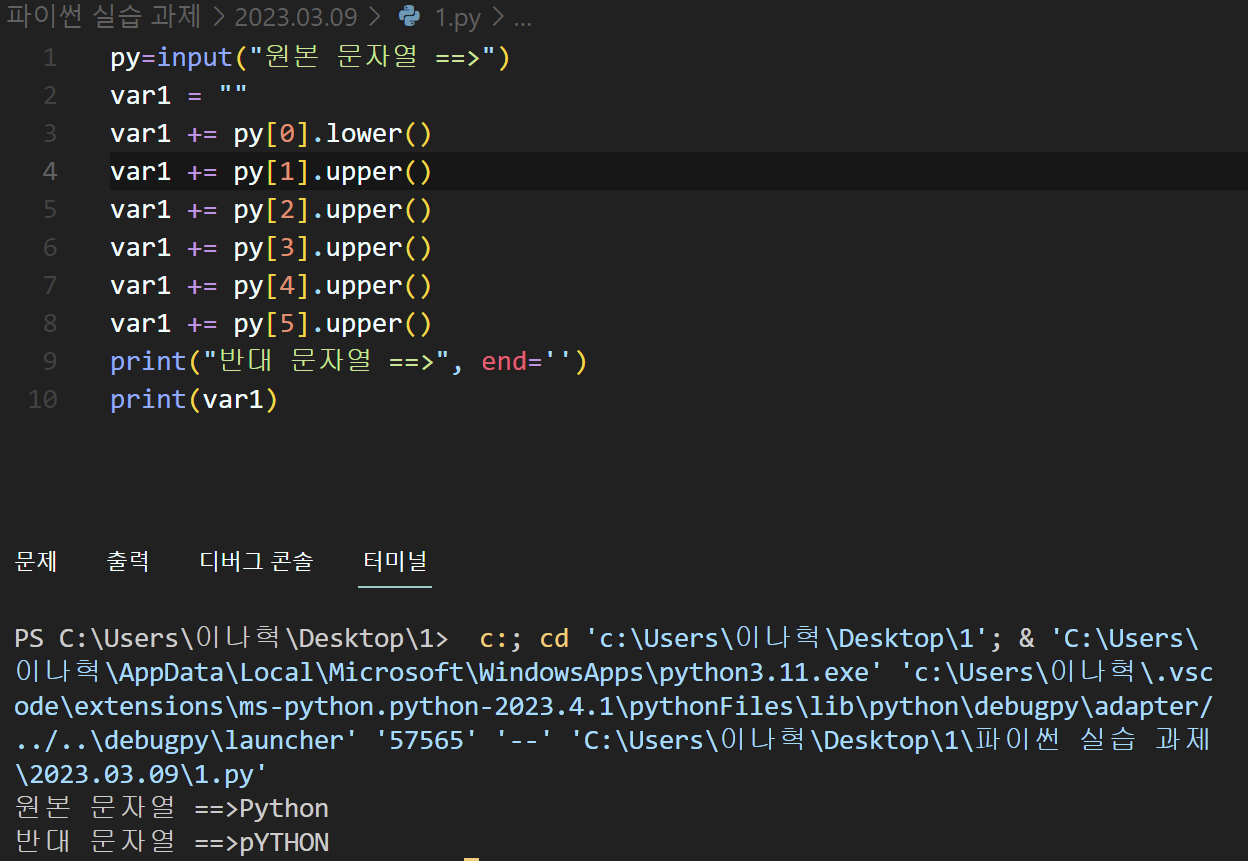 파이썬 실습 과제 > 2023.03.09 > 1.py > ...
1 py=input("원본 문자열 ==>")
2 var1 = ""
3 var1 += py[0].lower()
4 var1 += py[1].upper()
5 var1 += py[2].upper()
6 var1 += py[3].upper()
7 var1 += py[4].upper()
8 var1 += py[5].upper()
9 print("반대 문자열 ==>", end='')
10 print(var1)
문제 출력 디버그 콘솔 터미널
PS C:\Users\이나혁\Desktop\1>  c:; cd 'c:\Users\이나혁\Desktop\1'; & 'C:\Users\
이나혁\AppData\Local\Microsoft\WindowsApps\python3.11.exe' 'c:\Users\이나혁\.vsc
ode\extensions\ms-python.python-2023.4.1\pythonFiles\lib\python\debugpy\adapter/
../..\debugpy\launcher' '57565' '--' 'C:\Users\이나혁\Desktop\1\파이썬 실습 과제
\2023.03.09\1.py'
원본 문자열 ==>Python
반대 문자열 ==>pYTHON